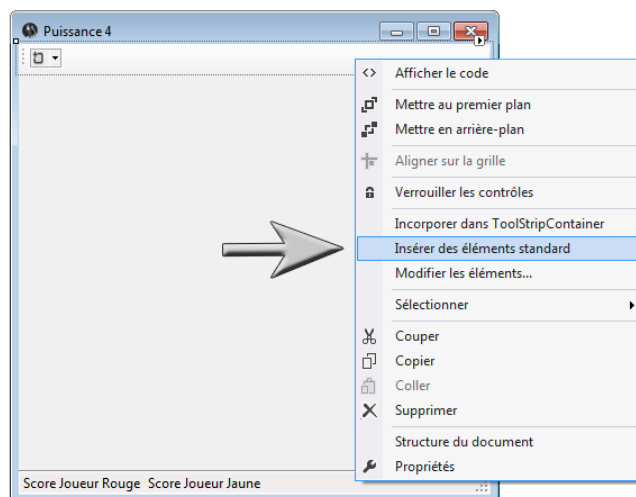 Puissance 4
Afficher le code
Mettre au premier plan
Mettre en arrière-plan
Aligner sur la grille
Verrouiller les contrôles
Incorporer dans ToolStripContainer
Insérer des éléments standard
Modifier les éléments...
Sélectionner
Couper
Copier
Coller
Supprimer
Structure du document
Propriétés
Score Joueur Rouge Score Joueur Jaune